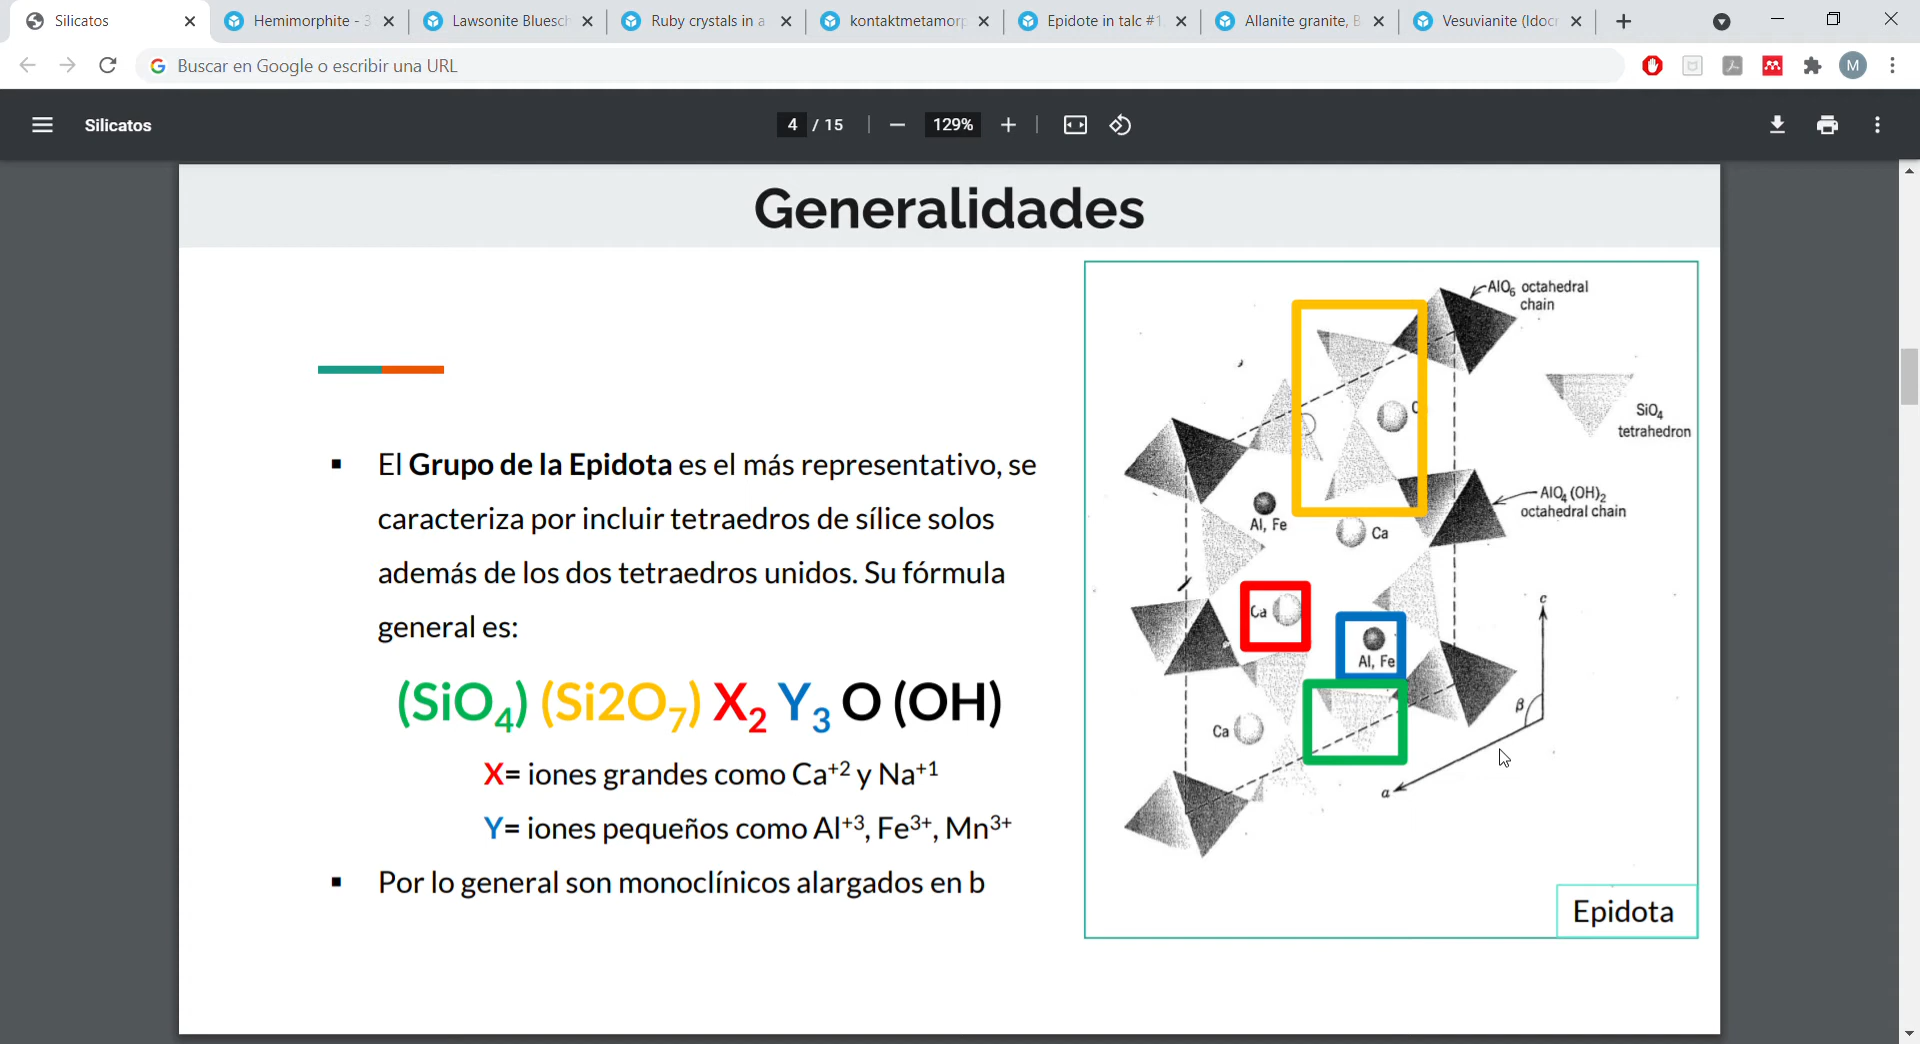 Silicatos
Hemimorphite - 3
Lawsonite Bluesch
Ruby crystals in a
kontaktmetamorp
Epidote in talc #1
Allanite granite, B
Vesuvianite (Idocr
Buscar en Google o escribir una URL
M
Silicatos
4 / 15
129%
Generalidades
El Grupo de la Epidota es el más representativo, se
caracteriza por incluir tetraedros de sílice solos
además de los dos tetraedros unidos. Su fórmula
general es:
(SiO4) (Si2O7) X2 Y3 O (OH)
X= iones grandes como Ca+2 y Na+1
Y= iones pequeños como Al+3, Fe3+, Mn3+
Por lo general son monoclínicos alargados en b
AlO6 octahedral
chain
SiO4
tetrahedron
C
AlO4(OH)2
octahedral chain
Al, Fe
Ca
Ca
Al, Fe
Ca
c
β
a
Epidota